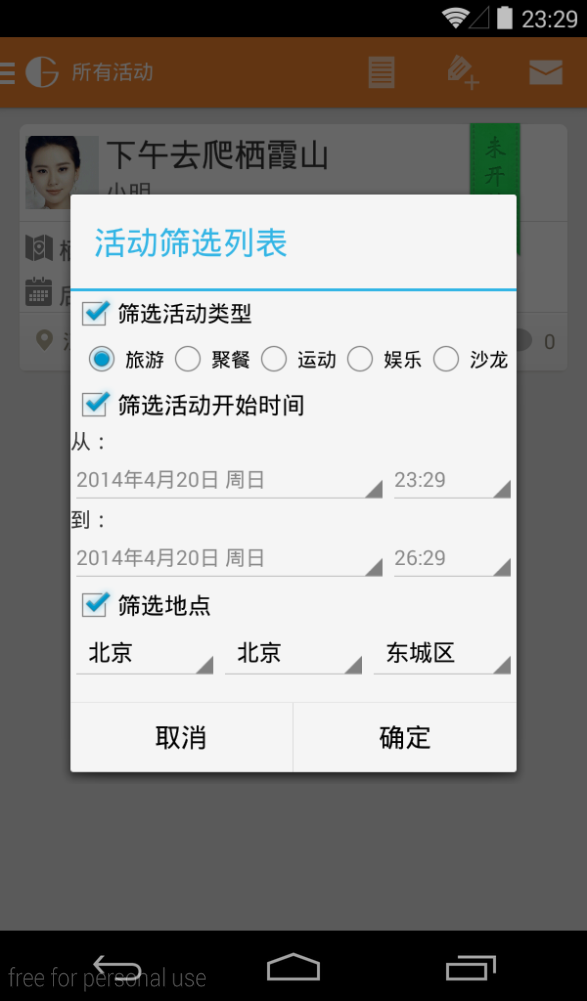 23:29
所有活动
下午去爬栖霞山
未开
小明
活动筛选列表
筛选活动类型
旅游 聚餐 运动 娱乐 沙龙
0
筛选活动开始时间
从：
2014年4月20日 周日 23:29
到：
2014年4月20日 周日 26:29
筛选地点
北京 北京 东城区
取消 确定
free for personal use